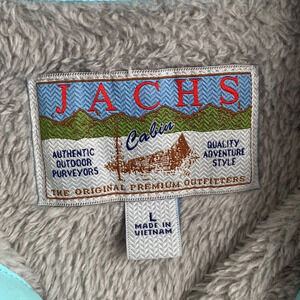 JACHS
Cabin
AUTHENTIC
OUTDOOR
PURVEYORS
QUALITY
ADVENTURE
STYLE
THE ORIGINAL PREMIUM OUTFITTERS
L
MADE IN
VIETNAM